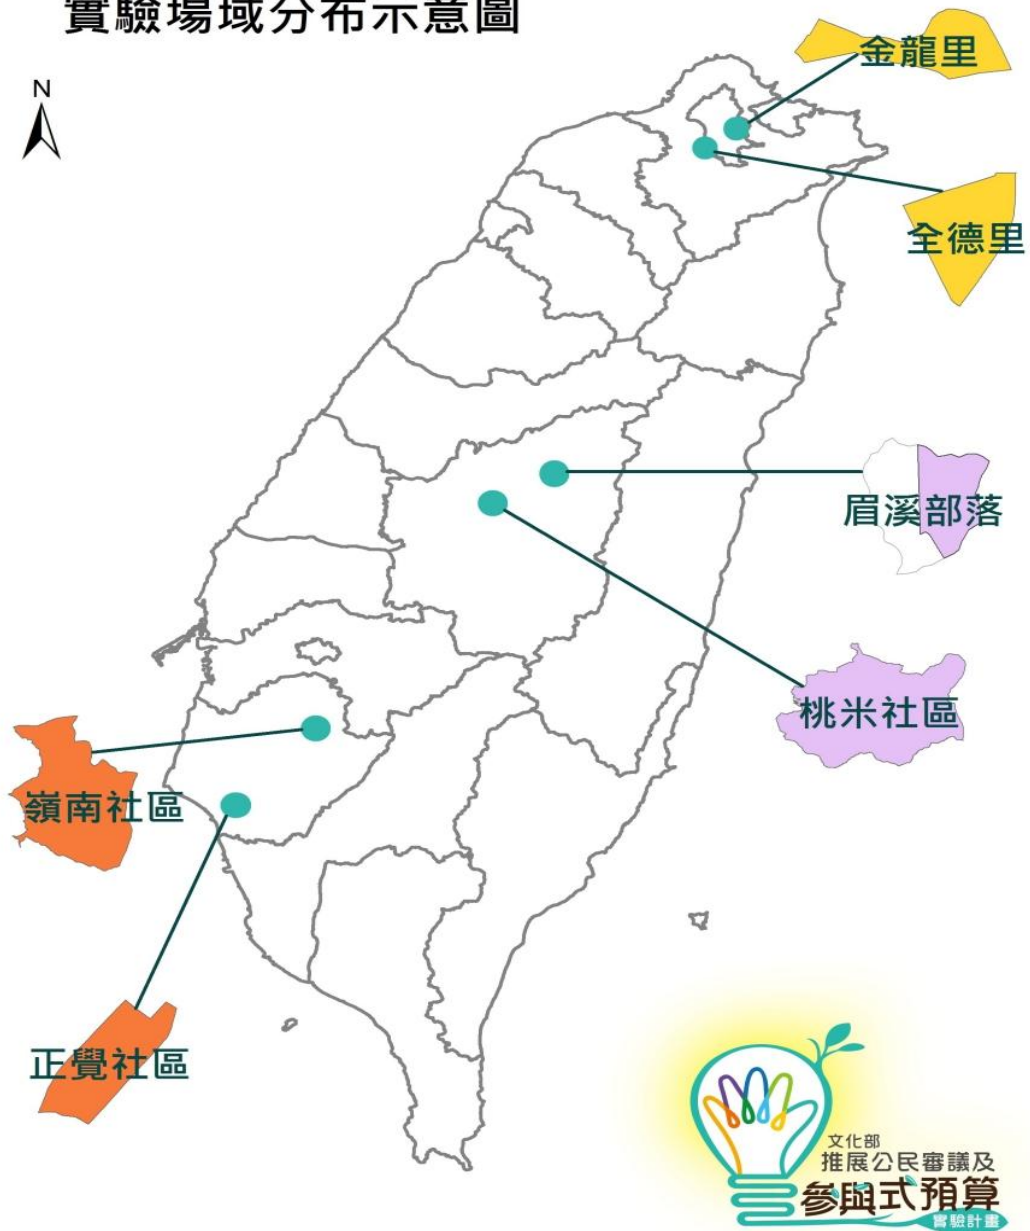 實驗場域分布示意圖
N
金龍里
全德里
眉溪部落
桃米社區
嶺南社區
正覺社區
文化部
推展公民審議及
參與式預算
實驗計畫